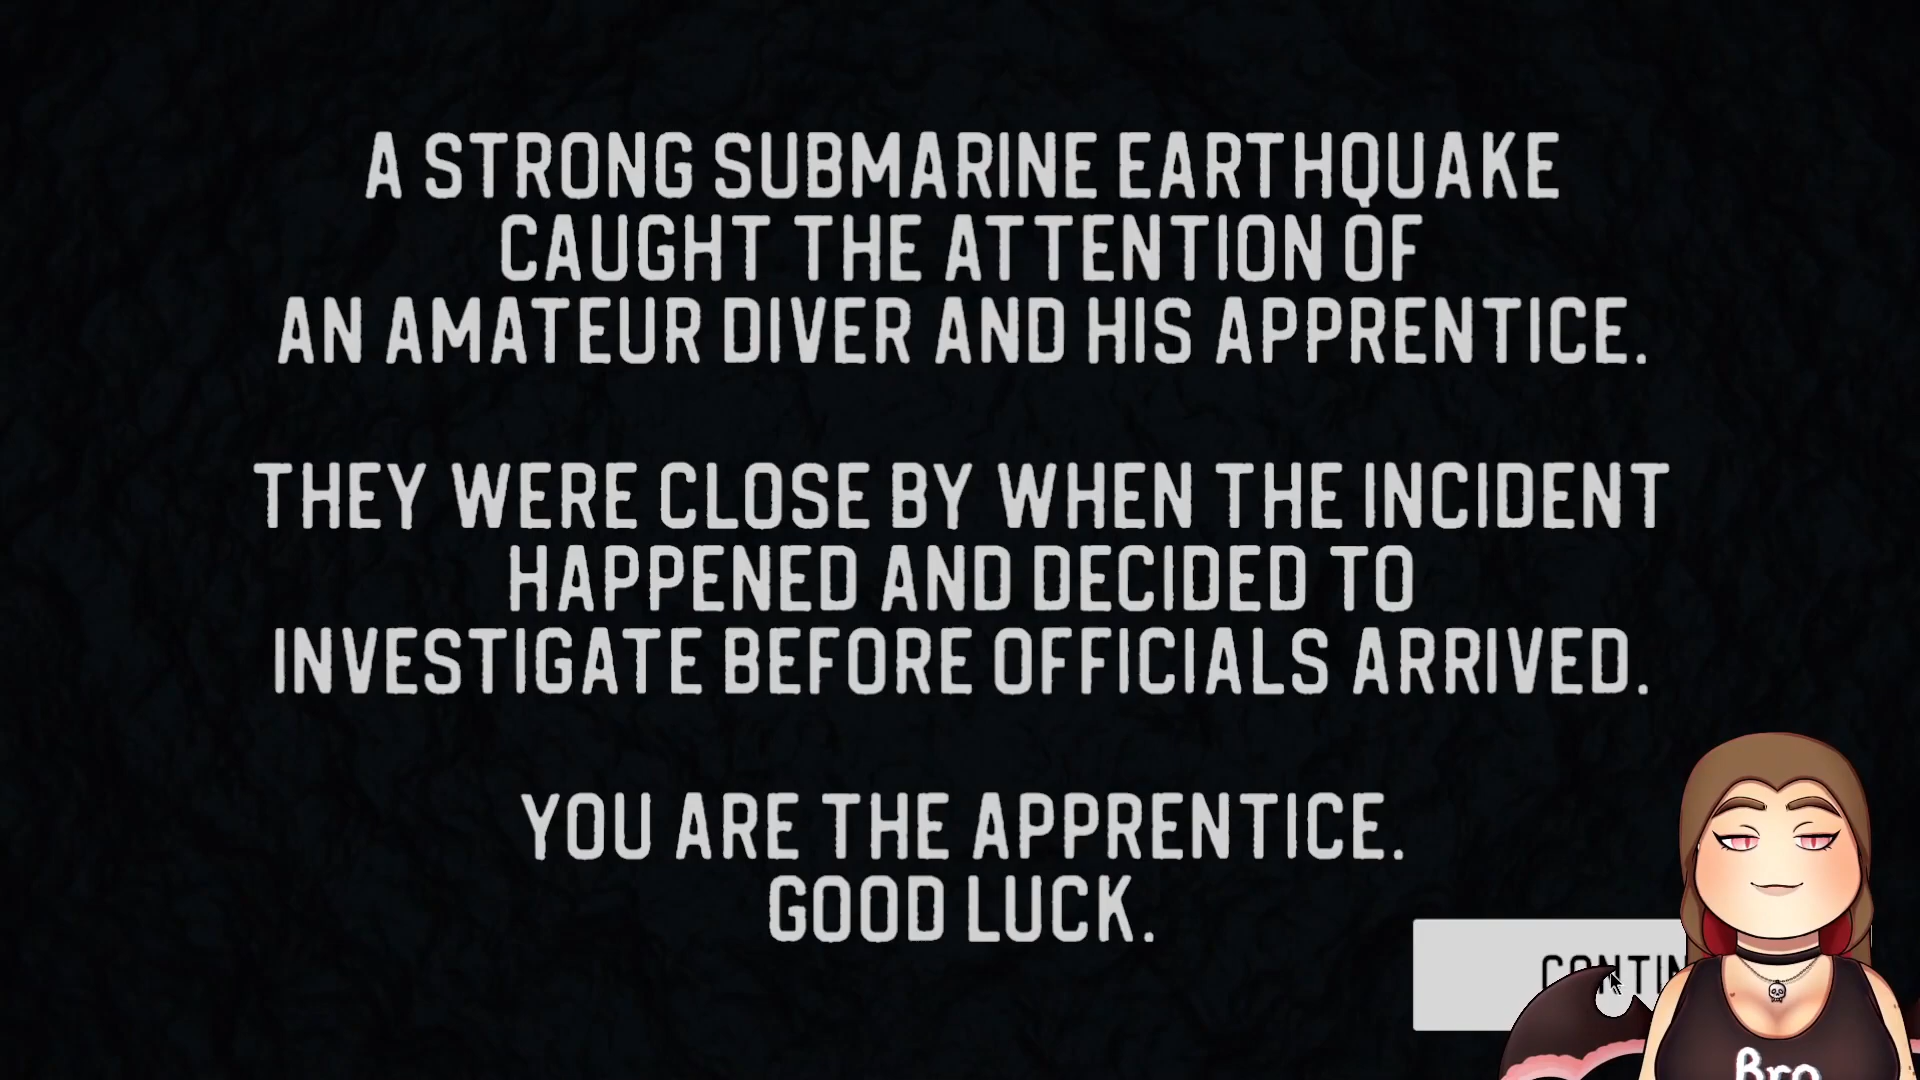 A STRONG SUBMARINE EARTHQUAKE
CAUGHT THE ATTENTION OF
AN AMATEUR DIVER AND HIS APPRENTICE.
THEY WERE CLOSE BY WHEN THE INCIDENT
HAPPENED AND DECIDED TO
INVESTIGATE BEFORE OFFICIALS ARRIVED.
YOU ARE THE APPRENTICE.
GOOD LUCK.
Bro